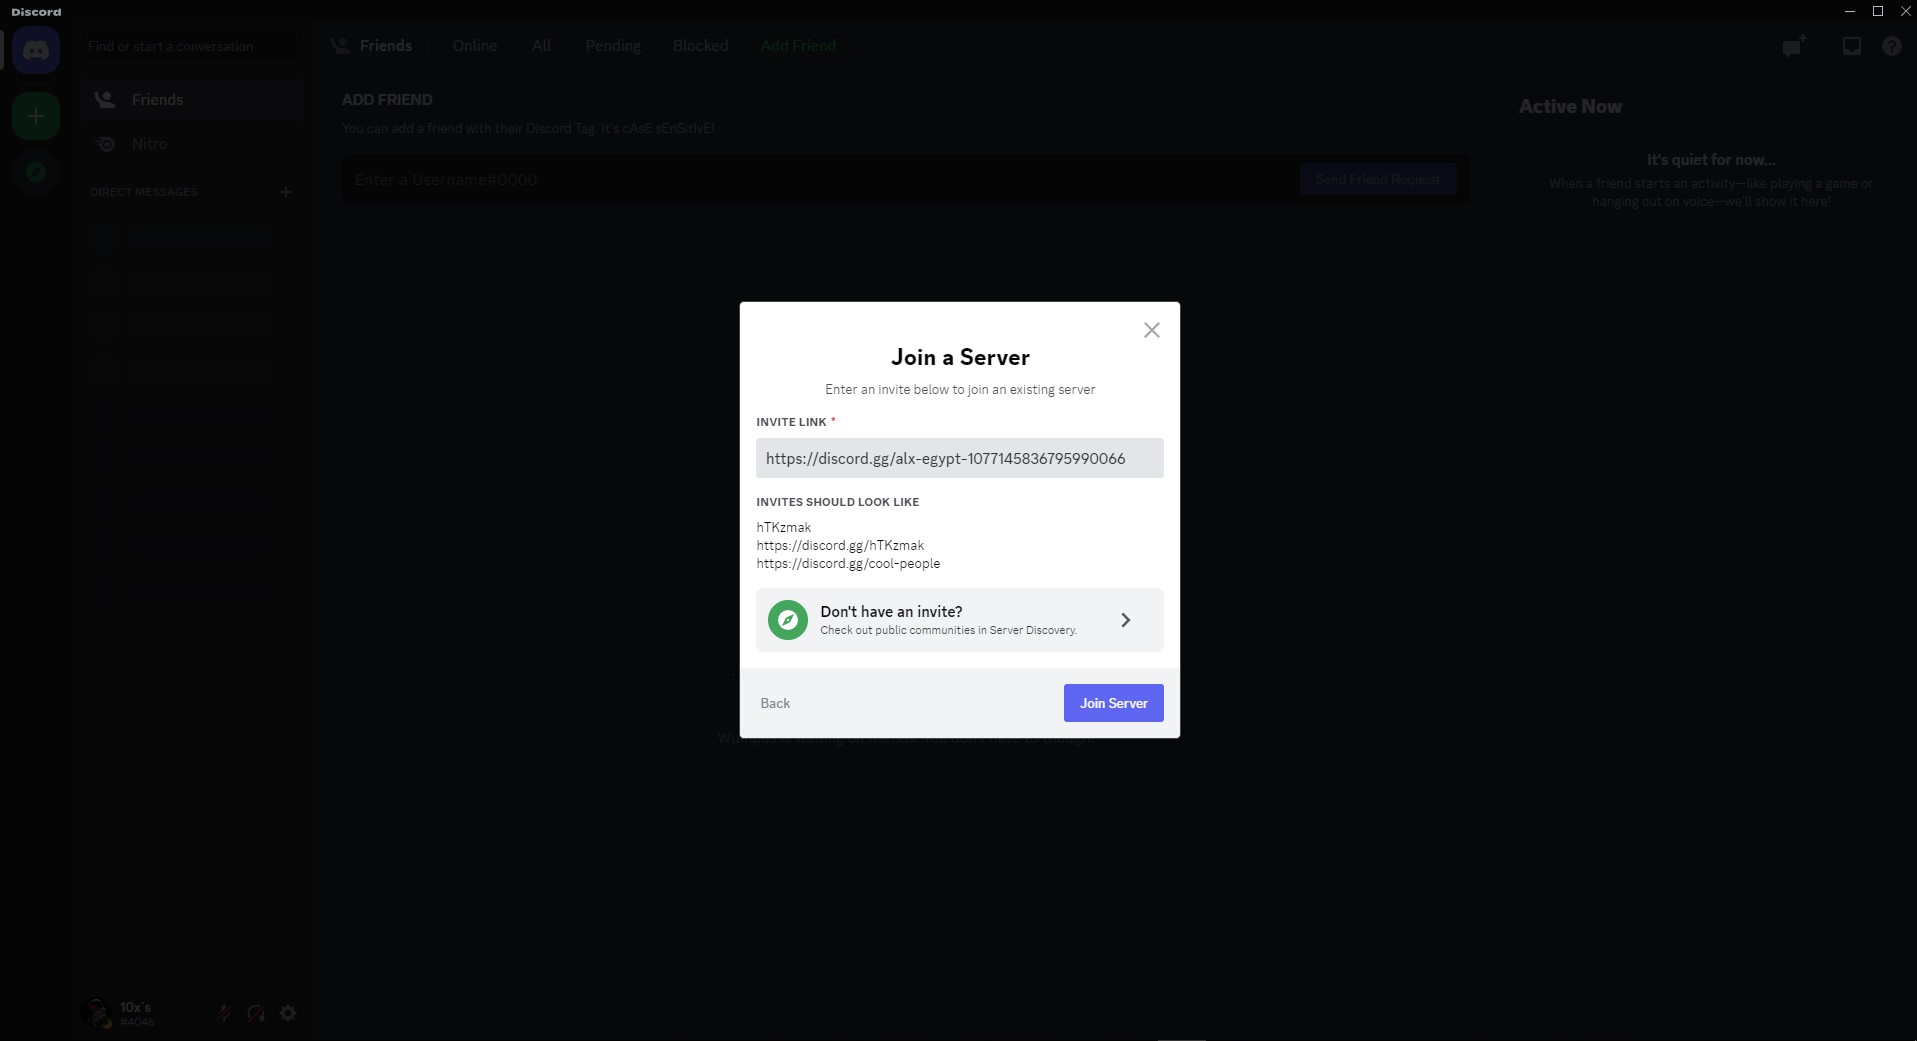 Discord
Find or start a conversation
Friends
Online
All
Pending
Blocked
Add Friend
Friends
Nitro
DIRECT MESSAGES
ADD FRIEND
You can add a friend with their Discord Tag. It's cAsE sEnSitIvE!
Enter a Username#0000
Send Friend Request
Active Now
It's quiet for now...
When a friend starts an activity—like playing a game or
hanging out on voice—we'll show it here!
Join a Server
Enter an invite below to join an existing server
INVITE LINK *
https://discord.gg/alx-egypt-1077145836795990066
INVITES SHOULD LOOK LIKE
hTKzmak
https://discord.gg/hTKzmak
https://discord.gg/cool-people
Don't have an invite?
Check out public communities in Server Discovery.
Back
Join Server
10x's
#4046